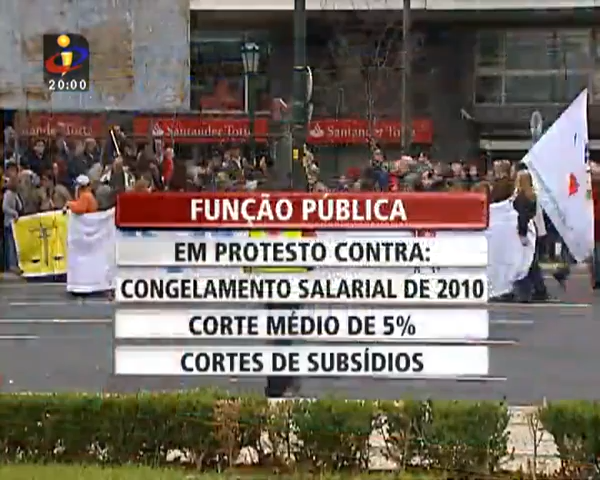 20:00
Santander Totta
Santander Totta
FUNÇÃO PÚBLICA
EM PROTESTO CONTRA:
CONGELAMENTO SALARIAL DE 2010
CORTE MÉDIO DE 5%
CORTES DE SUBSÍDIOS